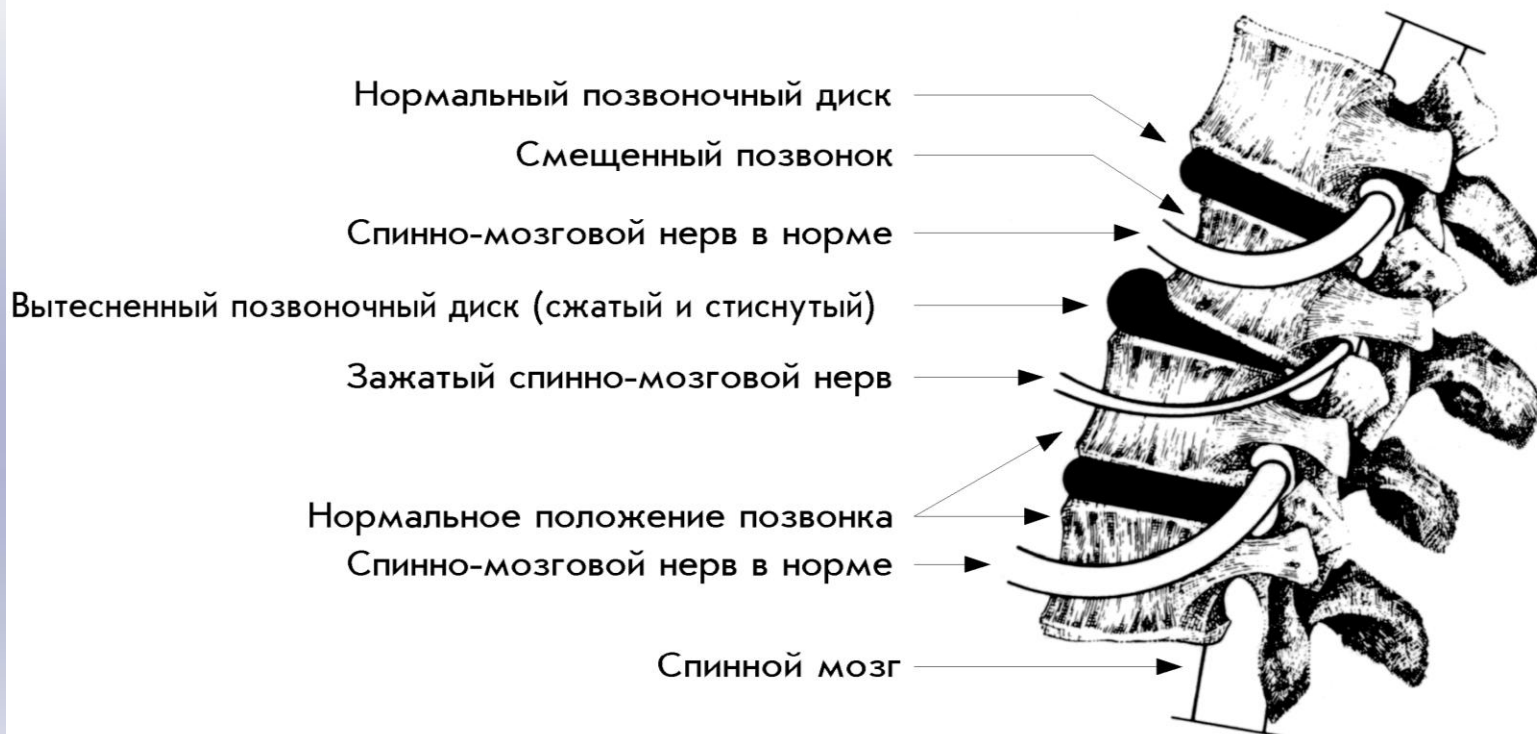 Нормальный позвоночный диск
Смещенный позвонок
Спинно-мозговой нерв в норме
Вытесненный позвоночный диск (сжатый и стиснутый)
Зажатый спинно-мозговой нерв
Нормальное положение позвонка
Спинно-мозговой нерв в норме
Спинной мозг